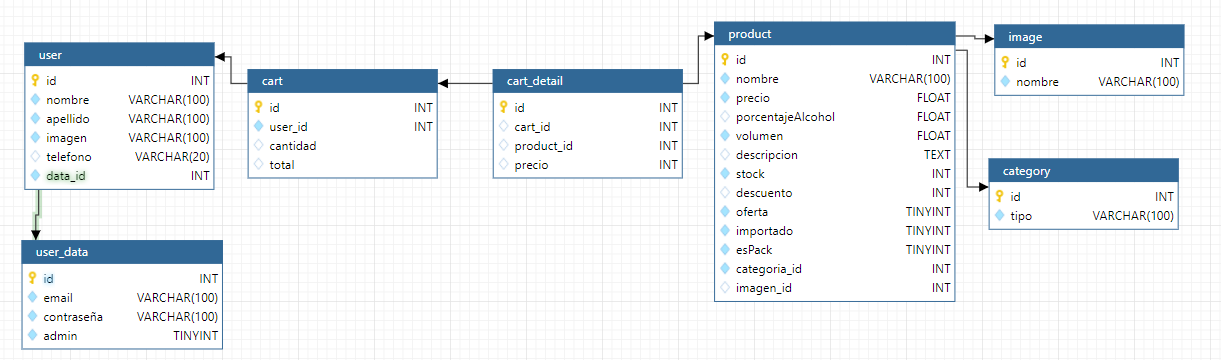 user
id INT
nombre VARCHAR(100)
apellido VARCHAR(100)
imagen VARCHAR(100)
telefono VARCHAR(20)
data_id INT
user_data
id INT
email VARCHAR(100)
contraseña VARCHAR(100)
admin TINYINT
cart
id INT
user_id INT
cantidad
total
cart_detail
id INT
cart_id INT
product_id INT
precio INT
product
id INT
nombre VARCHAR(100)
precio FLOAT
porcentajeAlcohol FLOAT
volumen FLOAT
descripcion TEXT
stock INT
descuento INT
oferta TINYINT
importado TINYINT
esPack TINYINT
categoria_id INT
imagen_id INT
image
id INT
nombre VARCHAR(100)
category
id INT
tipo VARCHAR(100)